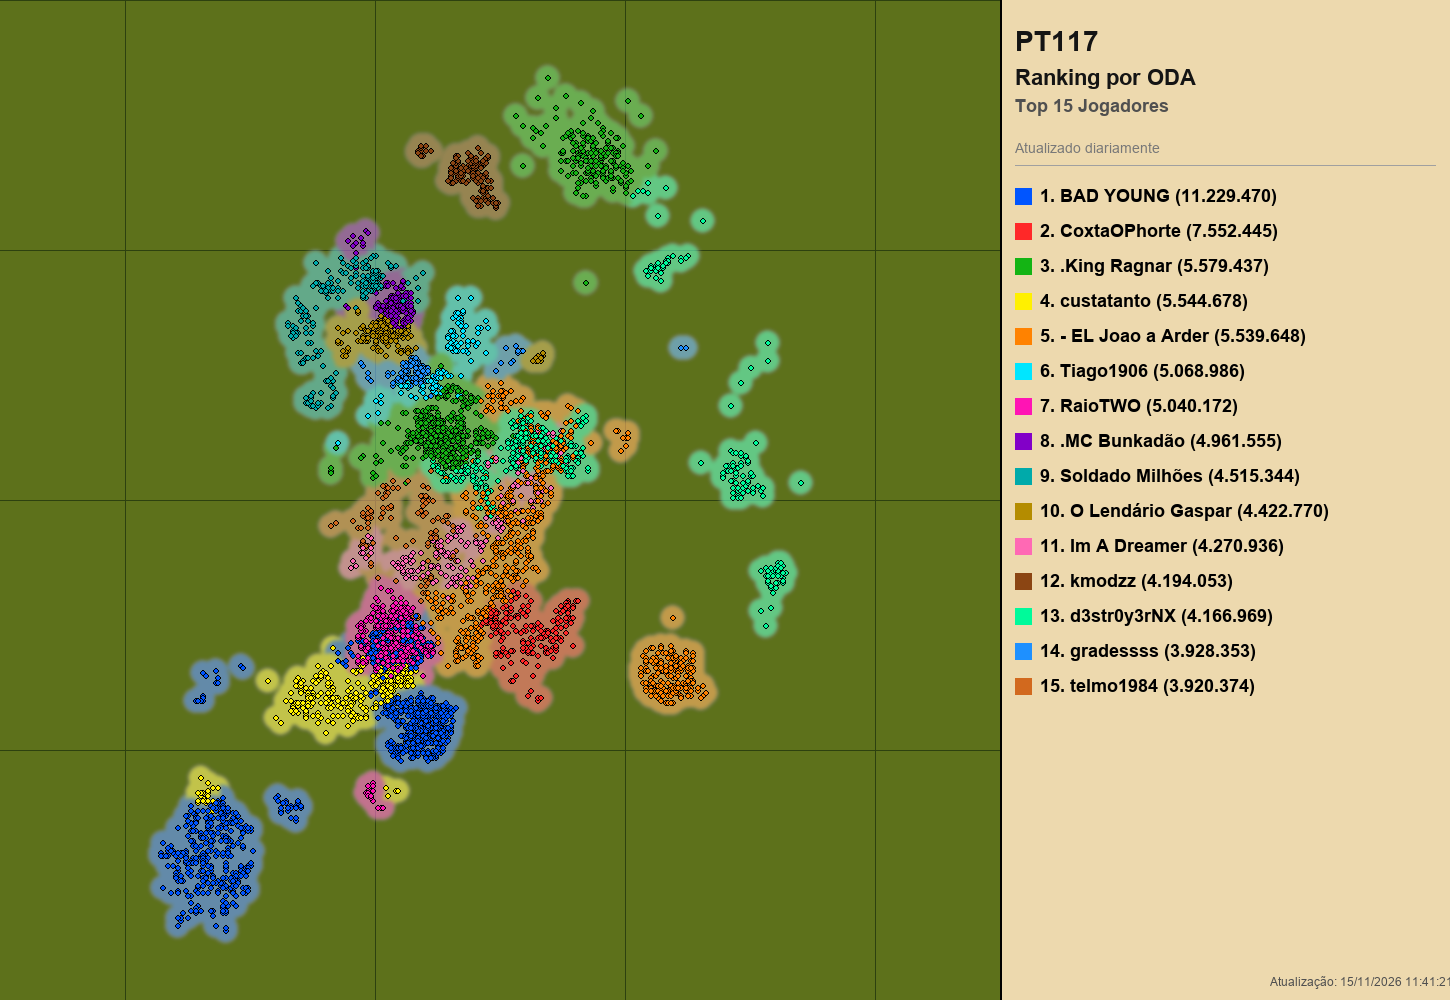 PT117
Ranking por ODA
Top 15 Jogadores
Atualizado diariamente
1. BAD YOUNG (11.229.470)
2. CoxtaOPhorte (7.552.445)
3. .King Ragnar (5.579.437)
4. custatanto (5.544.678)
5. - EL Joao a Arder (5.539.648)
6. Tiago1906 (5.068.986)
7. RaioTWO (5.040.172)
8. .MC Bunkadão (4.961.555)
9. Soldado Milhões (4.515.344)
10. O Lendário Gaspar (4.422.770)
11. Im A Dreamer (4.270.936)
12. kmodzz (4.194.053)
13. d3str0y3rNX (4.166.969)
14. gradessss (3.928.353)
15. telmo1984 (3.920.374)
Atualização: 15/11/2026 11:41:21